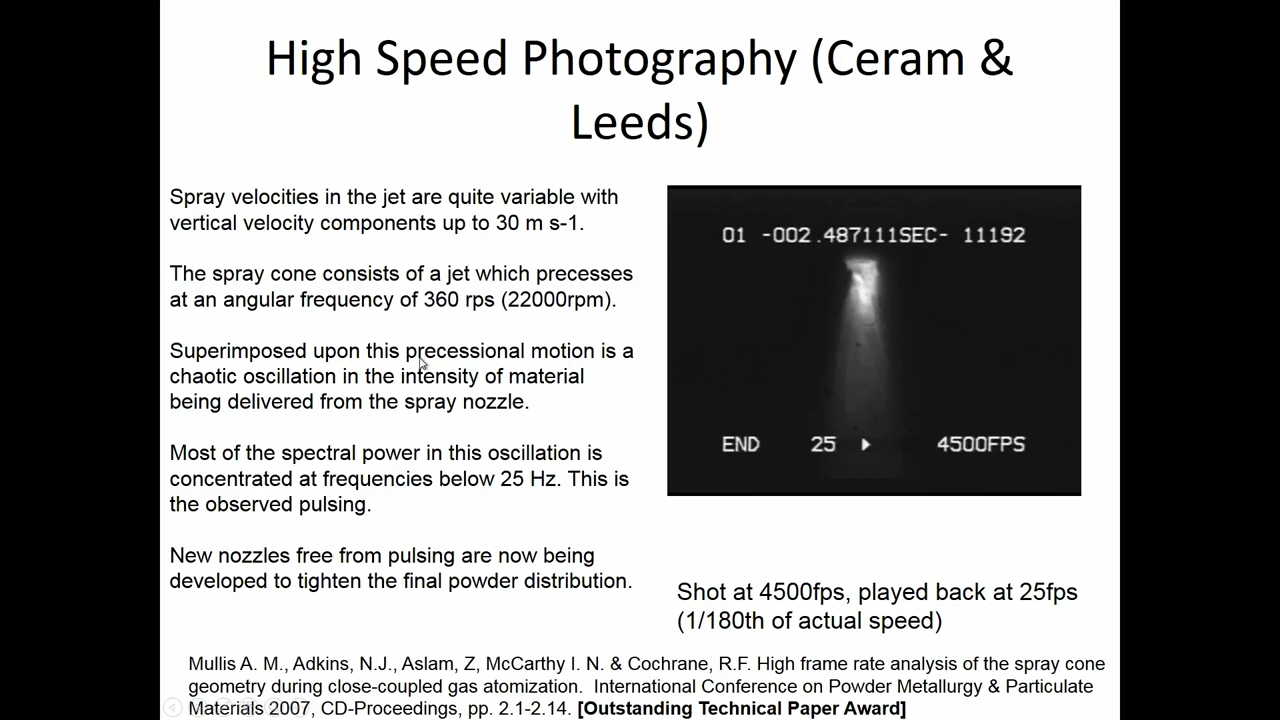 High Speed Photography (Ceram &
Leeds)
Spray velocities in the jet are quite variable with
vertical velocity components up to 30 m s-1.
The spray cone consists of a jet which precesses
at an angular frequency of 360 rps (22000rpm).
Superimposed upon this precessional motion is a
chaotic oscillation in the intensity of material
being delivered from the spray nozzle.
Most of the spectral power in this oscillation is
concentrated at frequencies below 25 Hz. This is
the observed pulsing.
New nozzles free from pulsing are now being
developed to tighten the final powder distribution.
01 -002.487111SEC- 11192
END 25 4500FPS
Shot at 4500fps, played back at 25fps
(1/180th of actual speed)
Mullis A. M., Adkins, N.J., Aslam, Z, McCarthy I. N. & Cochrane, R.F. High frame rate analysis of the spray cone
geometry during close-coupled gas atomization. International Conference on Powder Metallurgy & Particulate
Materials 2007, CD-Proceedings, pp. 2.1-2.14. [Outstanding Technical Paper Award]